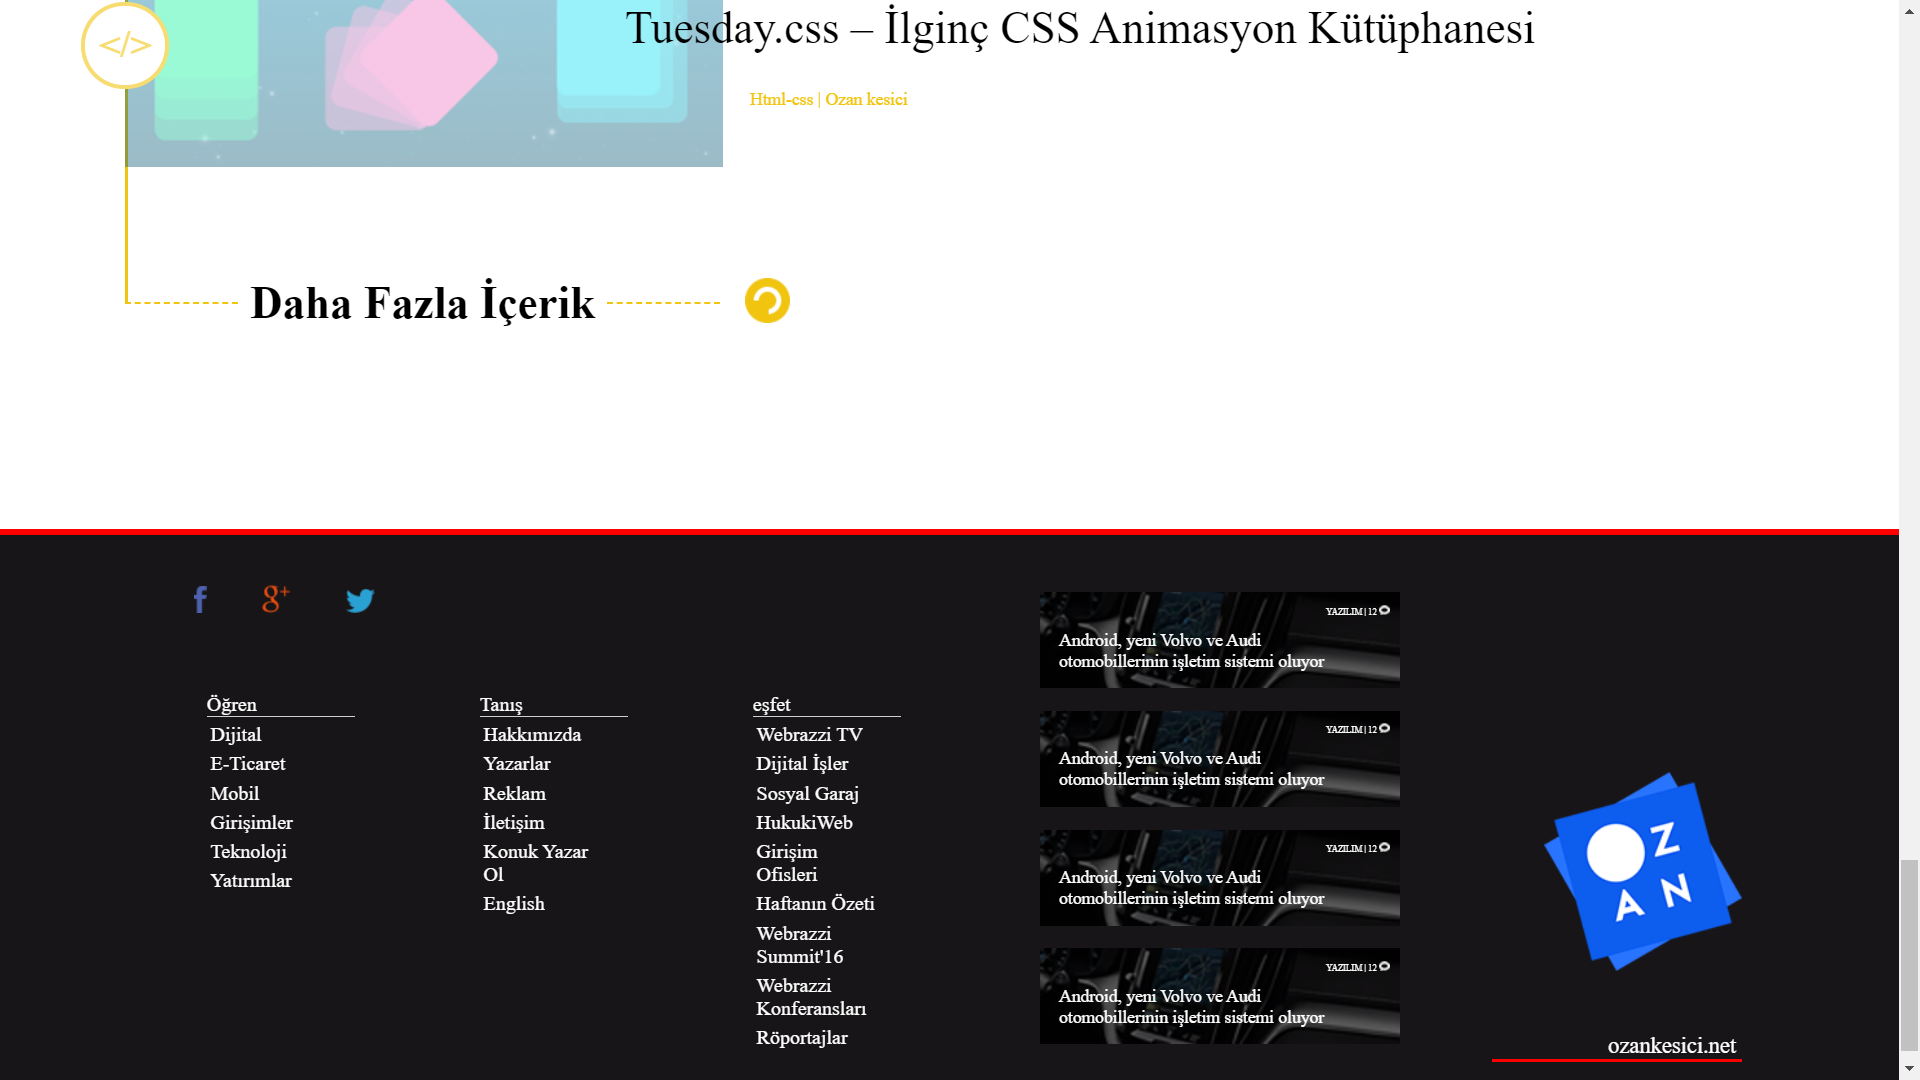 </>
Tuesday.css – İlginç CSS Animasyon Kütüphanesi
Html-css | Ozan kesici
Daha Fazla İçerik
Öğren
Dijital
E-Ticaret
Mobil
Girişimler
Teknoloji
Yatırımlar
Tanış
Hakkımızda
Yazarlar
Reklam
İletişim
Konuk Yazar
Ol
English
eşfet
Webrazzi TV
Dijital İşler
Sosyal Garaj
HukukiWeb
Girişim
Ofisleri
Haftanın Özeti
Webrazzi
Summit'16
Webrazzi
Konferansları
Röportajlar
YAZILIM | 12
Android, yeni Volvo ve Audi
otomobillerinin işletim sistemi oluyor
YAZILIM | 12
Android, yeni Volvo ve Audi
otomobillerinin işletim sistemi oluyor
YAZILIM | 12
Android, yeni Volvo ve Audi
otomobillerinin işletim sistemi oluyor
YAZILIM | 12
Android, yeni Volvo ve Audi
otomobillerinin işletim sistemi oluyor
OZ
AN
ozankesici.net